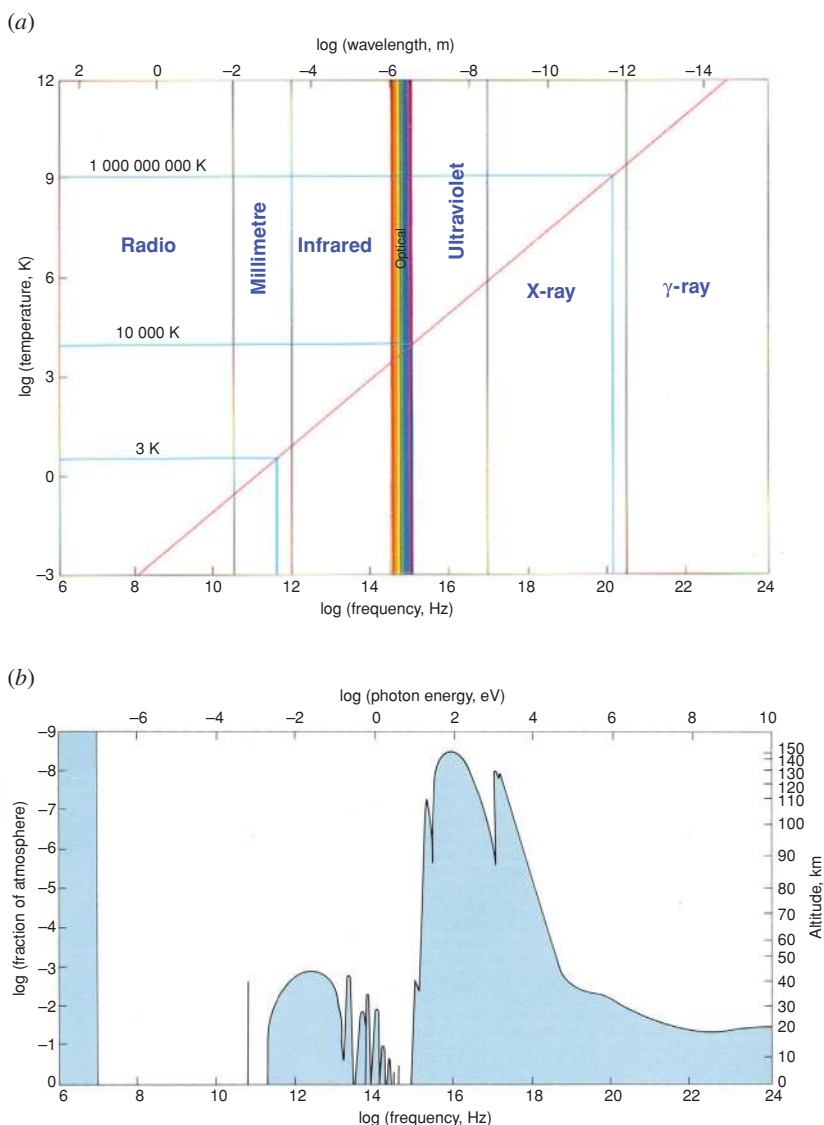 (a)
log (wavelength, m)
2 0 −2 −4 −6 −8 −10 −12 −14
12
9
6
3
0
−3
log (temperature, K)
1 000 000 000 K
10 000 K
3 K
Radio
Millimetre
Infrared
Optical
Ultraviolet
X-ray
γ-ray
6 8 10 12 14 16 18 20 22 24
log (frequency, Hz)
(b)
log (photon energy, eV)
−6 −4 −2 0 2 4 6 8 10
−9
−8
−7
−6
−5
−4
−3
−2
−1
0
log (fraction of atmosphere)
150
140
130
120
110
100
90
80
70
60
50
40
30
20
10
0
Altitude, km
6 8 10 12 14 16 18 20 22 24
log (frequency, Hz)